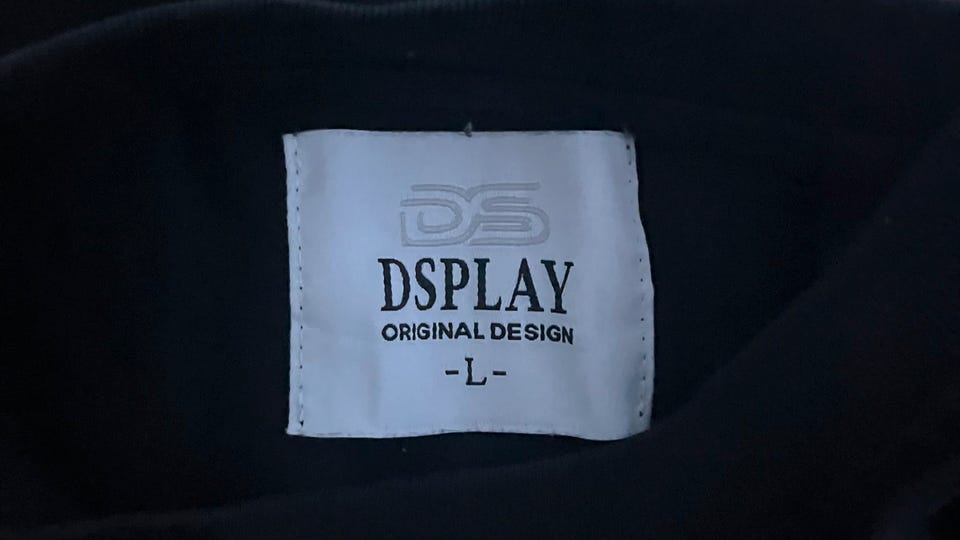 DS
DSPLAY
ORIGINAL DESIGN
-L-